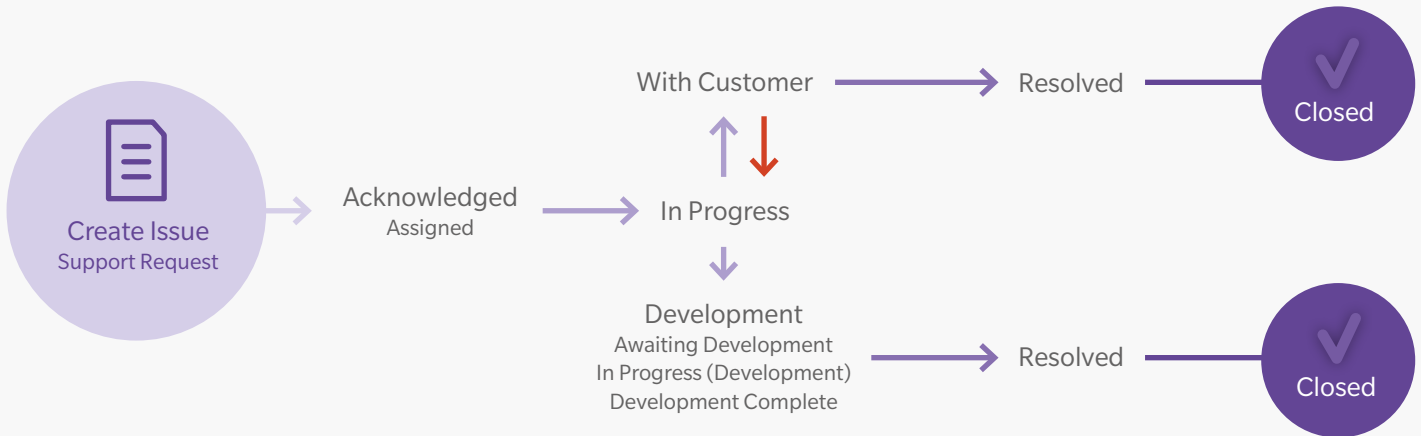 Create Issue
Support Request
Acknowledged
Assigned
With Customer
In Progress
Development
Awaiting Development
In Progress (Development)
Development Complete
Resolved
Closed
Resolved
Closed